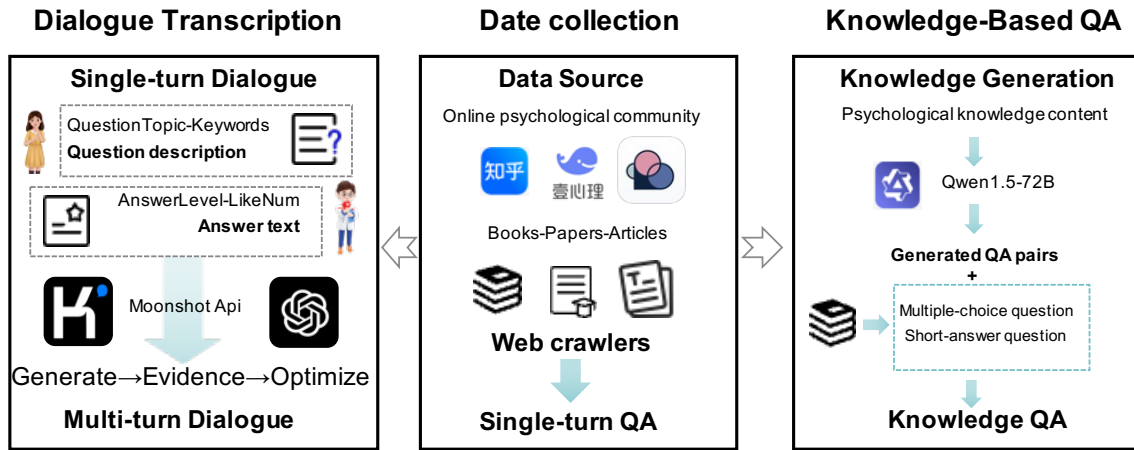 Dialogue Transcription
Single-turn Dialogue
QuestionTopic-Keywords
Question description
?
AnswerLevel-LikeNum
Answer text
K
Moonshot Api
Generate→Evidence→Optimize
Multi-turn Dialogue
Date collection
Data Source
Online psychological community
知乎
壹心理
Books-Papers-Articles
T
Web crawlers
Single-turn QA
Knowledge-Based QA
Knowledge Generation
Psychological knowledge content
Qwen1.5-72B
Generated QA pairs
+
Multiple-choice question
Short-answer question
Knowledge QA